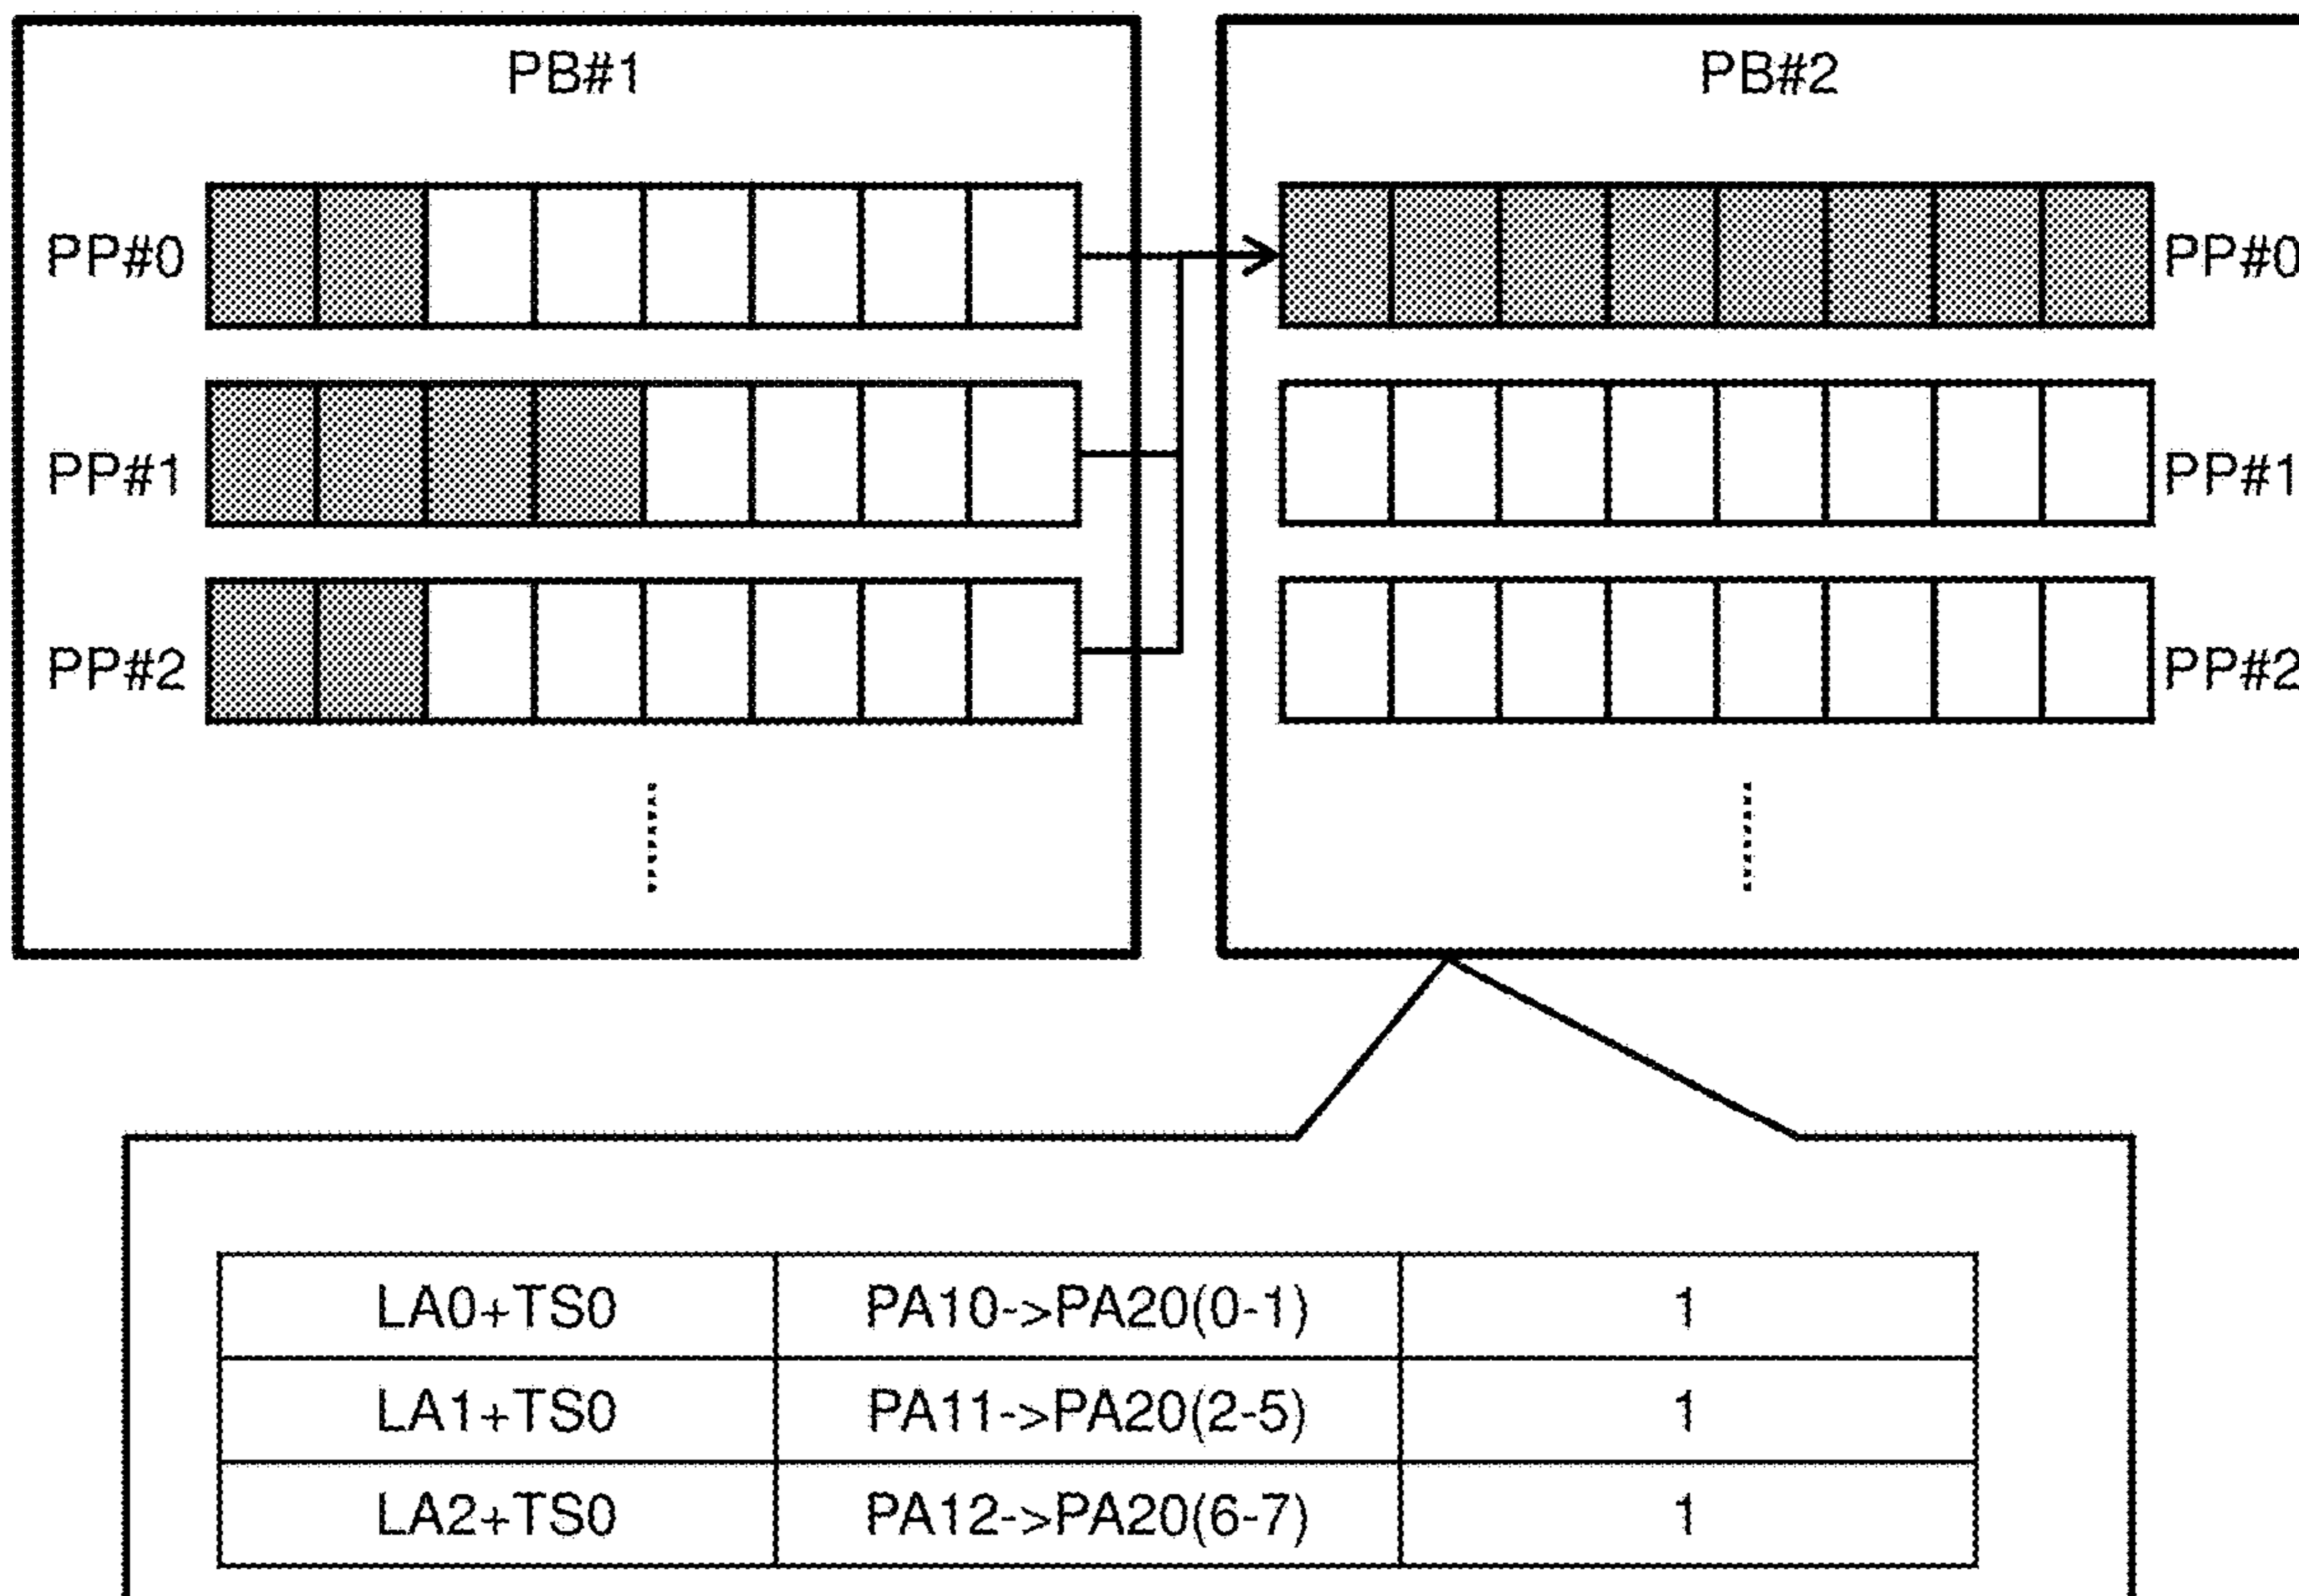 PB#1 PB#2
PP#0 PP#0
PP#1 PP#1
PP#2 PP#2
LA0+TS0 PA10->PA20(0-1) 1
LA1+TS0 PA11->PA20(2-5) 1
LA2+TS0 PA12->PA20(6-7) 1